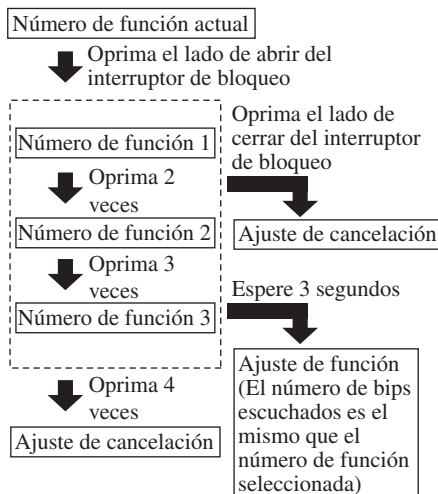 Número de función actual
Oprima el lado de abrir del
interruptor de bloqueo
Oprima el lado de
cerrar del interruptor
de bloqueo
Número de función 1
Oprima 2
veces
Ajuste de cancelación
Número de función 2
Oprima 3
veces
Espere 3 segundos
Número de función 3
Ajuste de función
(El número de bips
escuchados es el
mismo que el
número de función
seleccionada)
Oprima 4
veces
Ajuste de cancelación